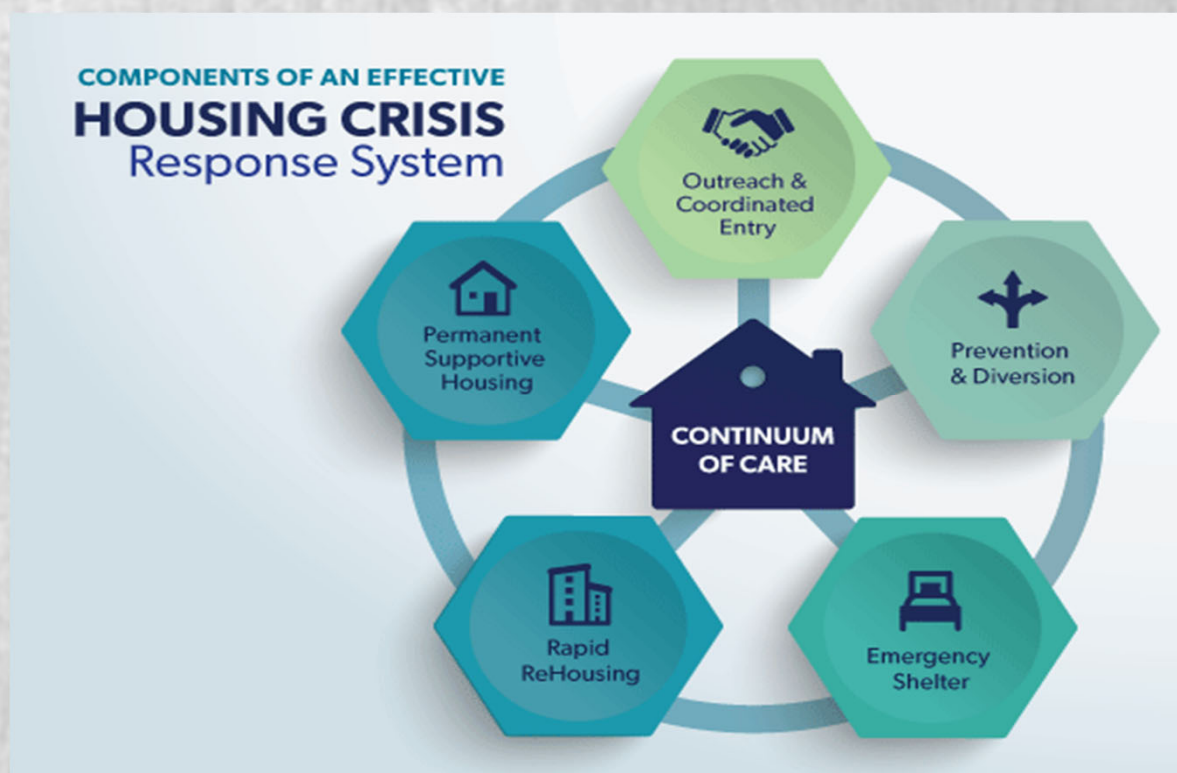 COMPONENTS OF AN EFFECTIVE
HOUSING CRISIS
Response System
Outreach &
Coordinated
Entry
Prevention
& Diversion
Emergency
Shelter
Rapid
ReHousing
Permanent
Supportive
Housing
CONTINUUM
OF CARE